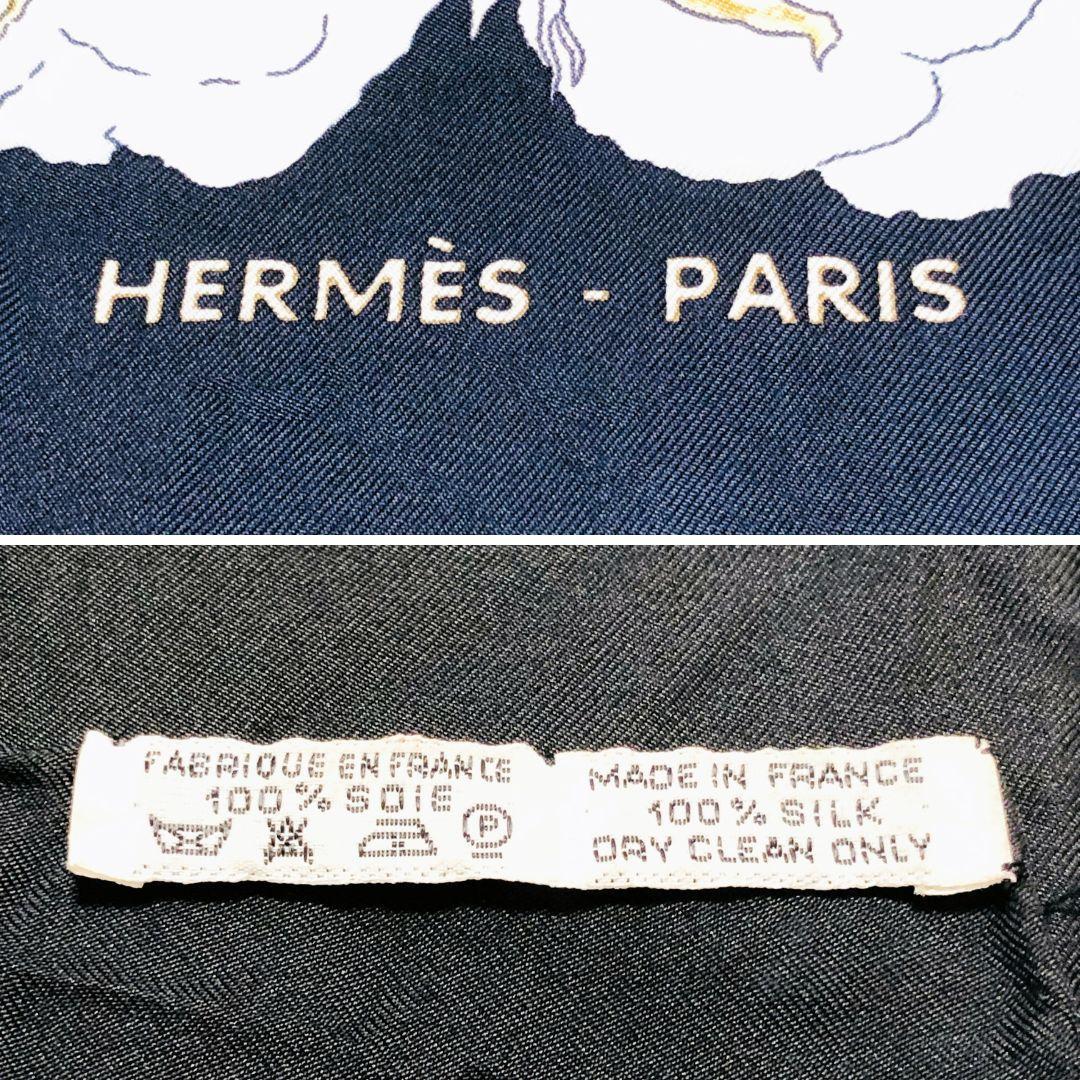 HERMÈS - PARIS
FABRIQUE EN FRANCE
100% SOIE
P
MADE IN FRANCE
100% SILK
DRY CLEAN ONLY